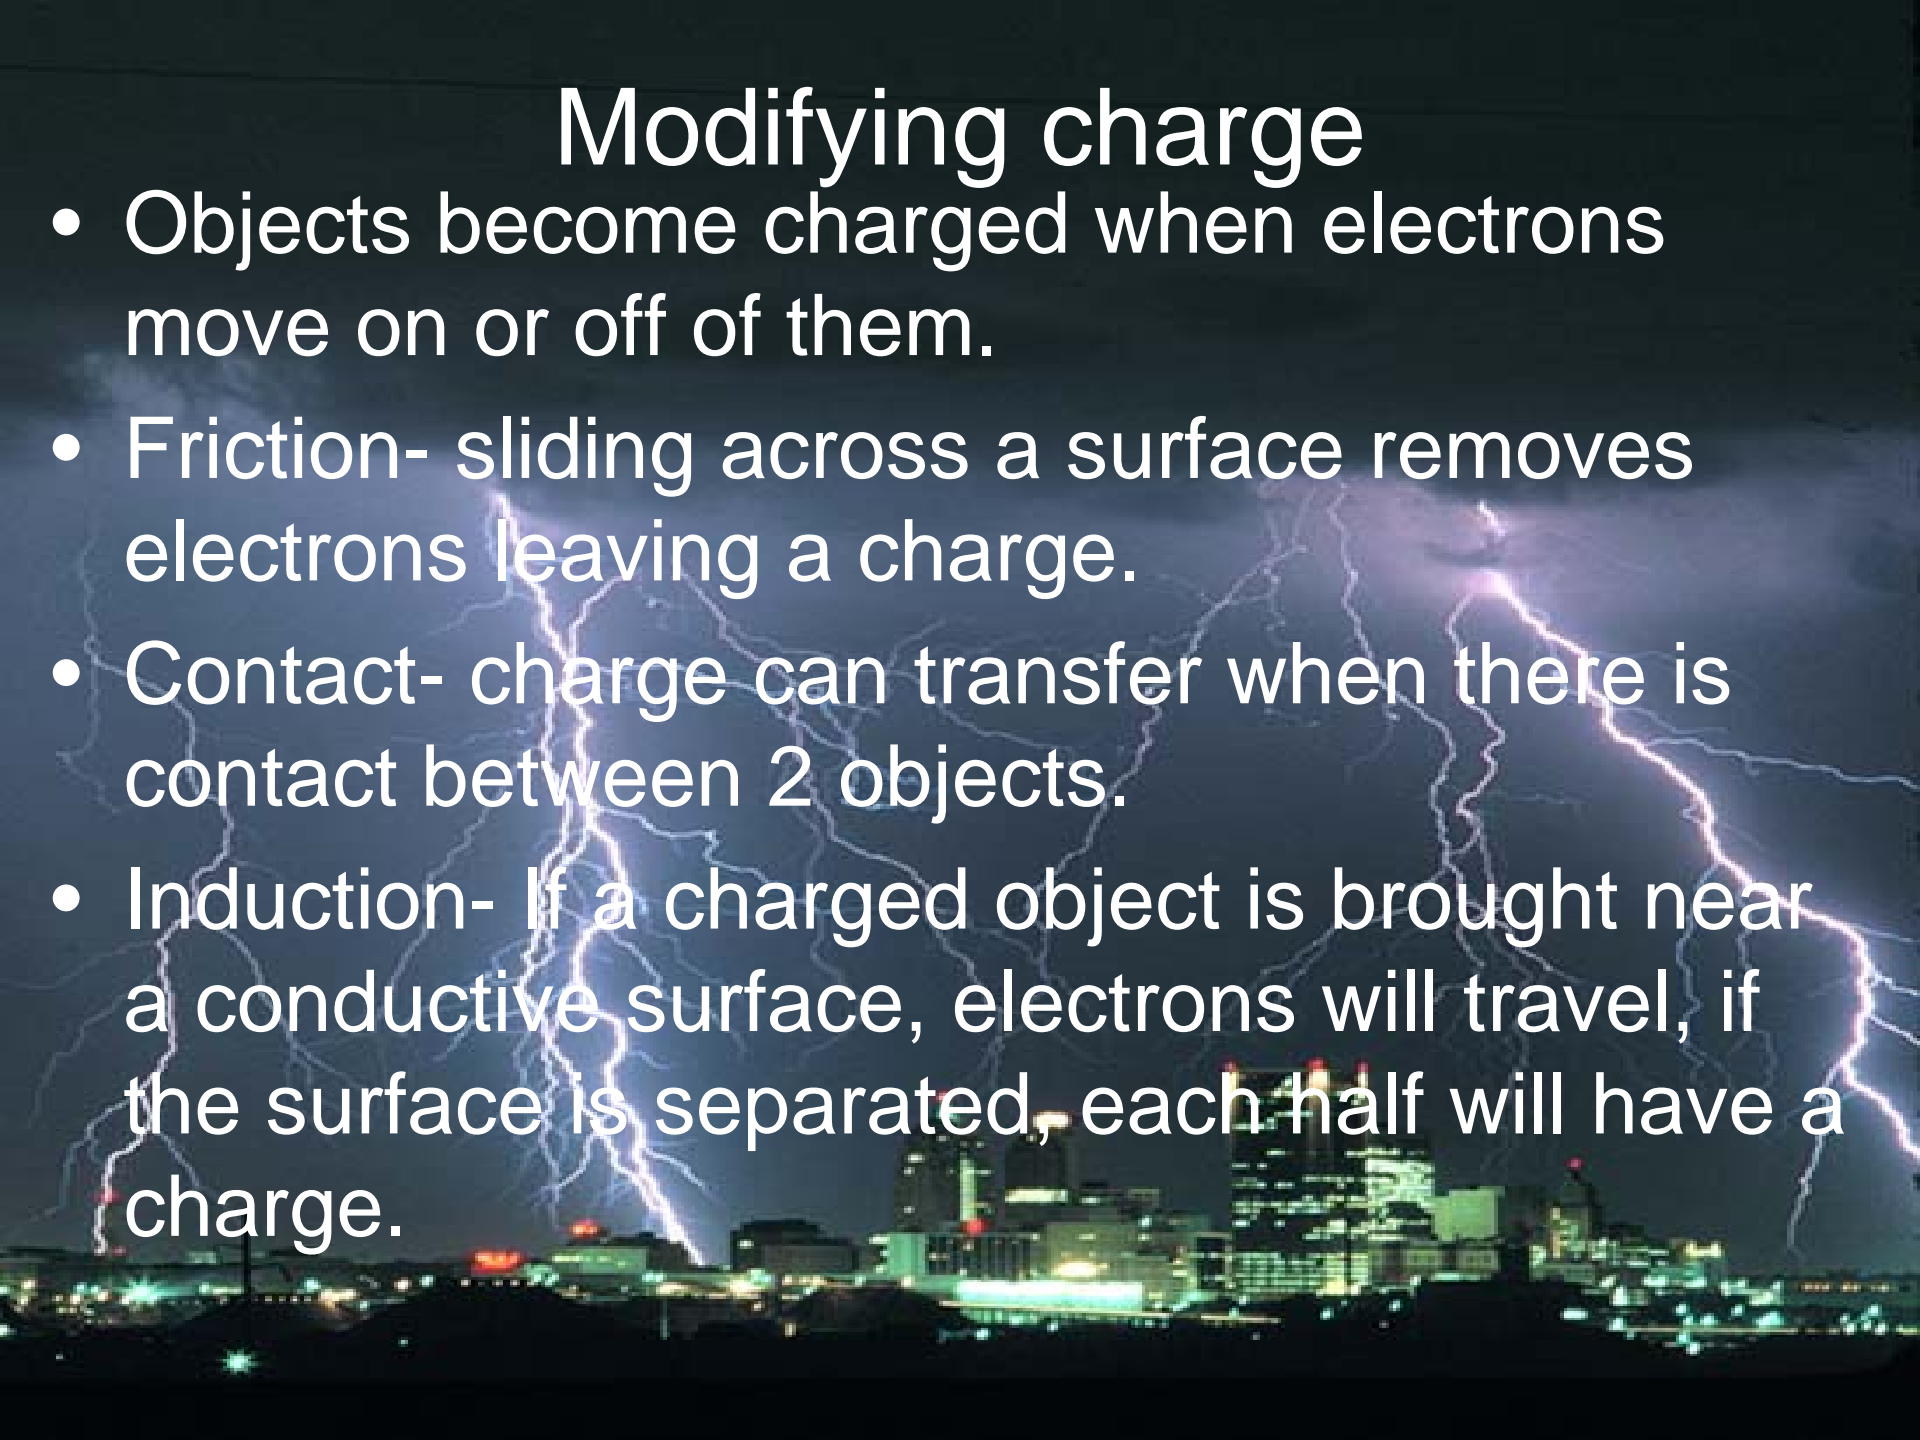 Modifying charge
• Objects become charged when electrons
move on or off of them.
• Friction- sliding across a surface removes
electrons leaving a charge.
• Contact- charge can transfer when there is
contact between 2 objects.
• Induction- If a charged object is brought near
a conductive surface, electrons will travel, if
the surface is separated, each half will have a
charge.